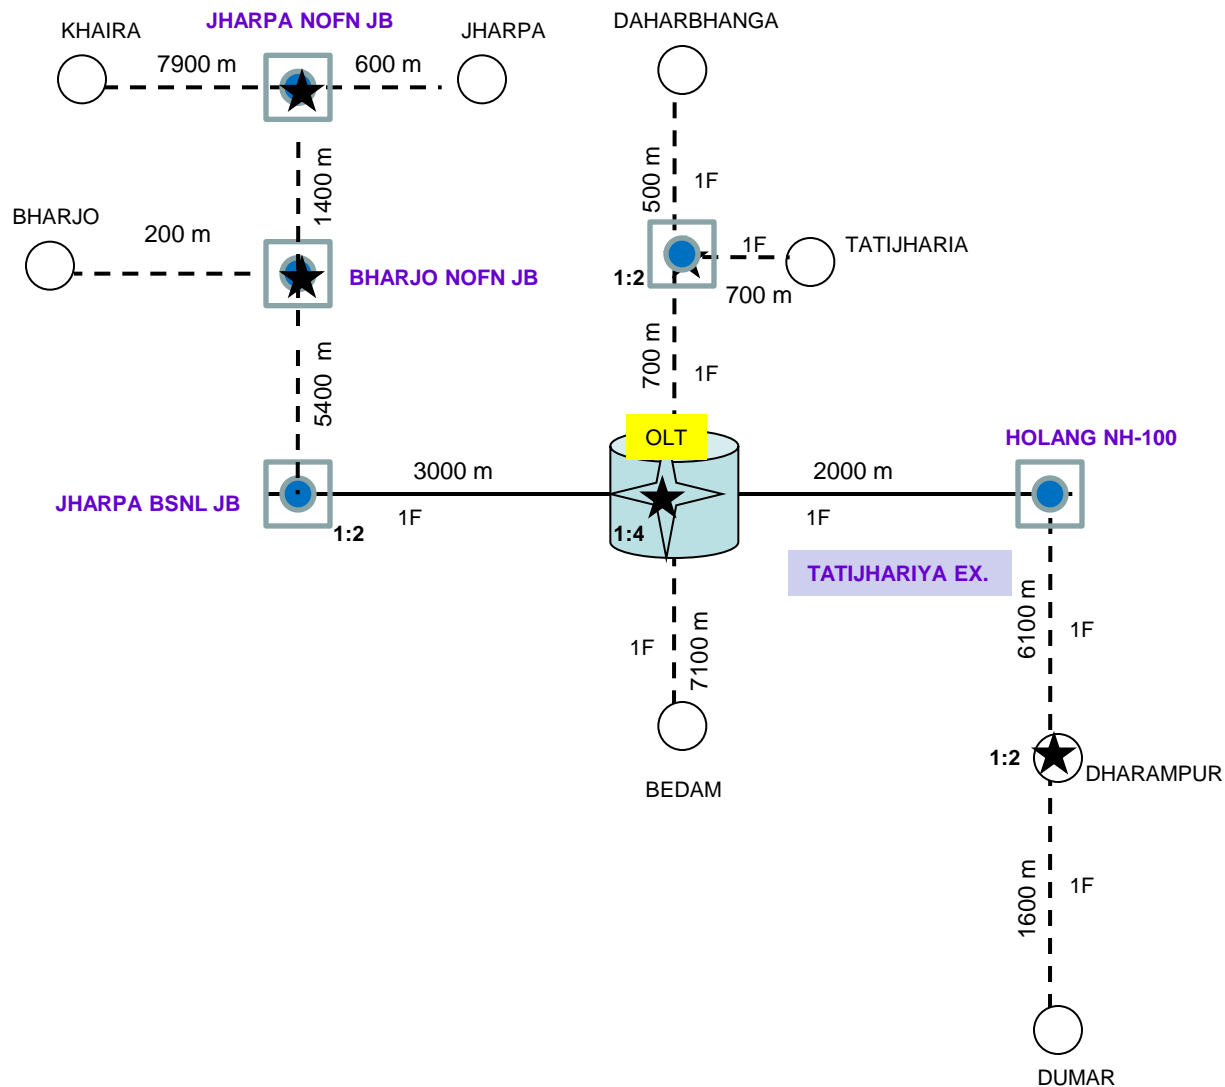 JHARPA NOFN JB
KHAIRA
JHARPA
DAHARBHANGA
7900 m
600 m
1400 m
500 m
1F
BHARJO
200 m
BHARJO NOFN JB
1F
TATIJHARIA
1:2
700 m
5400 m
700 m
1F
OLT
HOLANG NH-100
3000 m
2000 m
JHARPA BSNL JB
1:2
1F
1:4
1F
TATIJHARIYA EX.
6100 m
1F
1F
7100 m
1:2
DHARAMPUR
BEDAM
1600 m
1F
DUMAR